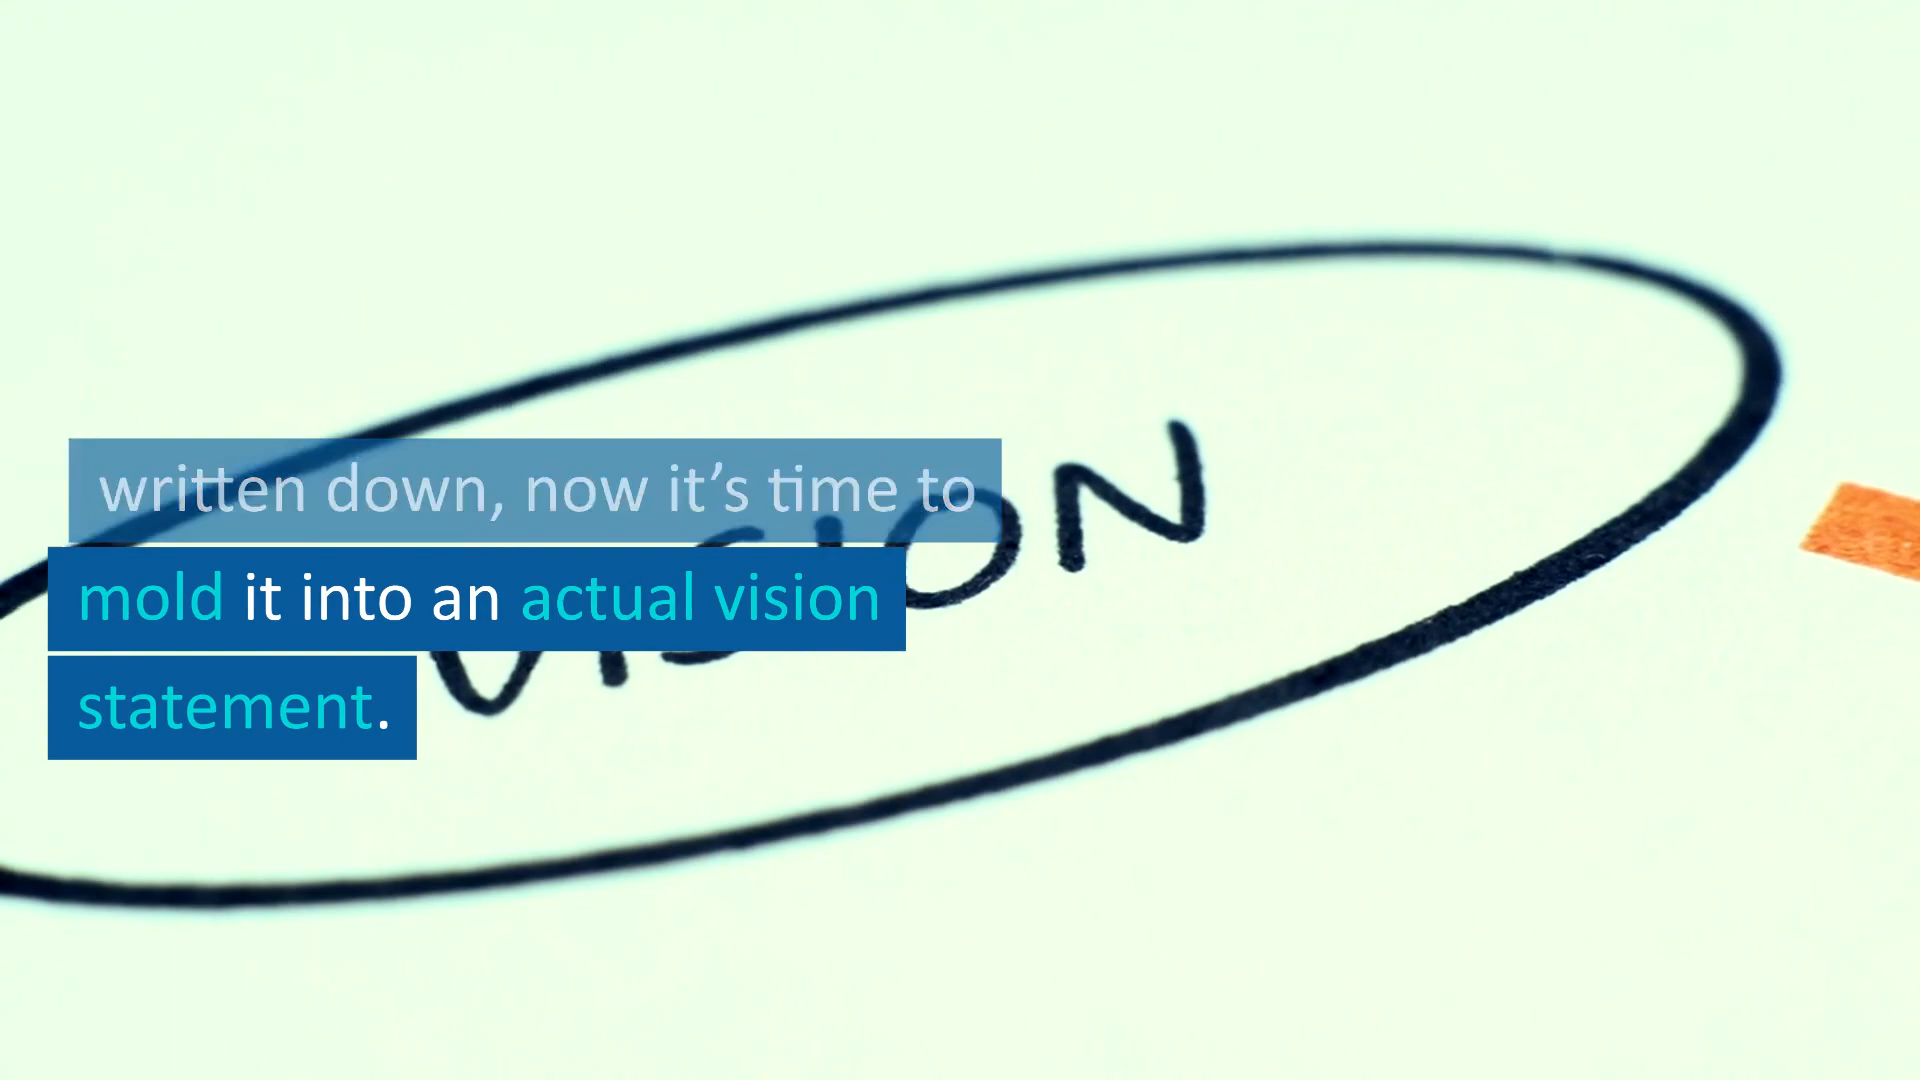 written down, now it's time to
mold it into an actual vision
statement.
VISION